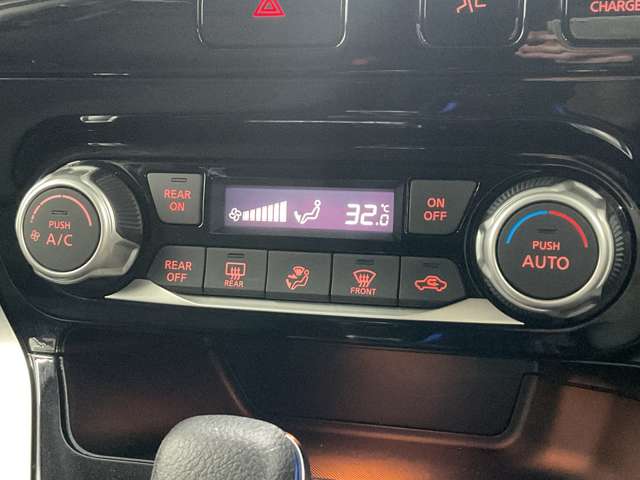 CHARGE
REAR
ON
32.0
°C
ON
OFF
PUSH
A/C
PUSH
AUTO
REAR
OFF
REAR
FRONT